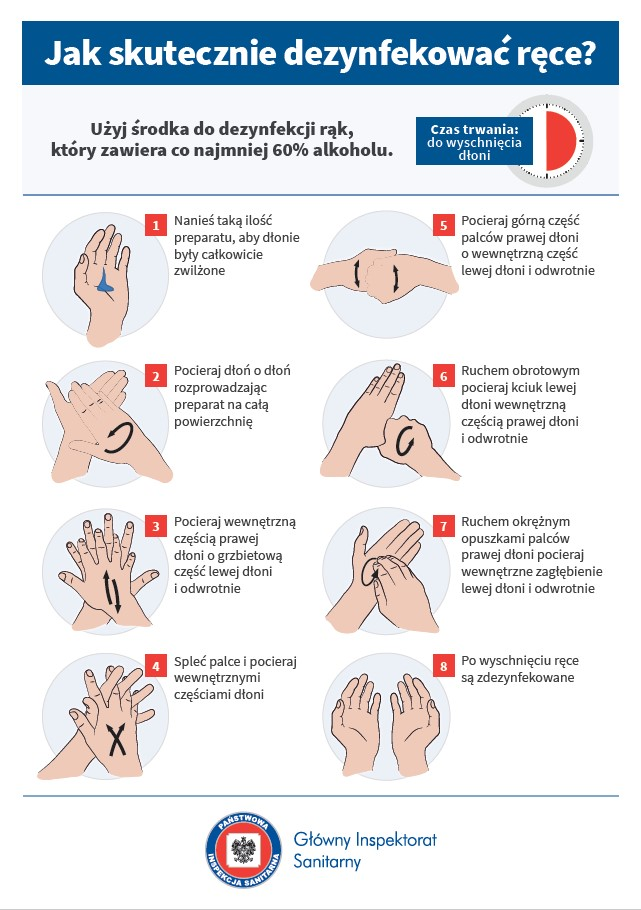 Jak skutecznie dezynfekować ręce?
Użyj środka do dezynfekcji rąk,
który zawiera co najmniej 60% alkoholu.
Czas trwania:
do wyschnięcia
dłoni
1
Nanieś taką ilość
preparatu, aby dłonie
były całkowicie
zwilżone
2
Pocieraj dłoń o dłoń
rozprowadzając
preparat na całą
powierzchnię
3
Pocieraj wewnętrzną
częścią prawej
dłoni o grzbietową
część lewej dłoni
i odwrotnie
4
Spleć palce i pocieraj
wewnętrznymi
częściami dłoni
5
Pocieraj górną część
palców prawej dłoni
o wewnętrzną część
lewej dłoni i odwrotnie
6
Ruchem obrotowym
pocieraj kciuk lewej
dłoni wewnętrzną
częścią prawej dłoni
i odwrotnie
7
Ruchem okrężnym
opuszkami palców
prawej dłoni pocieraj
wewnętrzne zagłębienie
lewej dłoni i odwrotnie
8
Po wyschnięciu ręce
są zdezynfekowane
PAŃSTWOWA
INSPEKCJA SANITARNA
Główny Inspektorat
Sanitarny